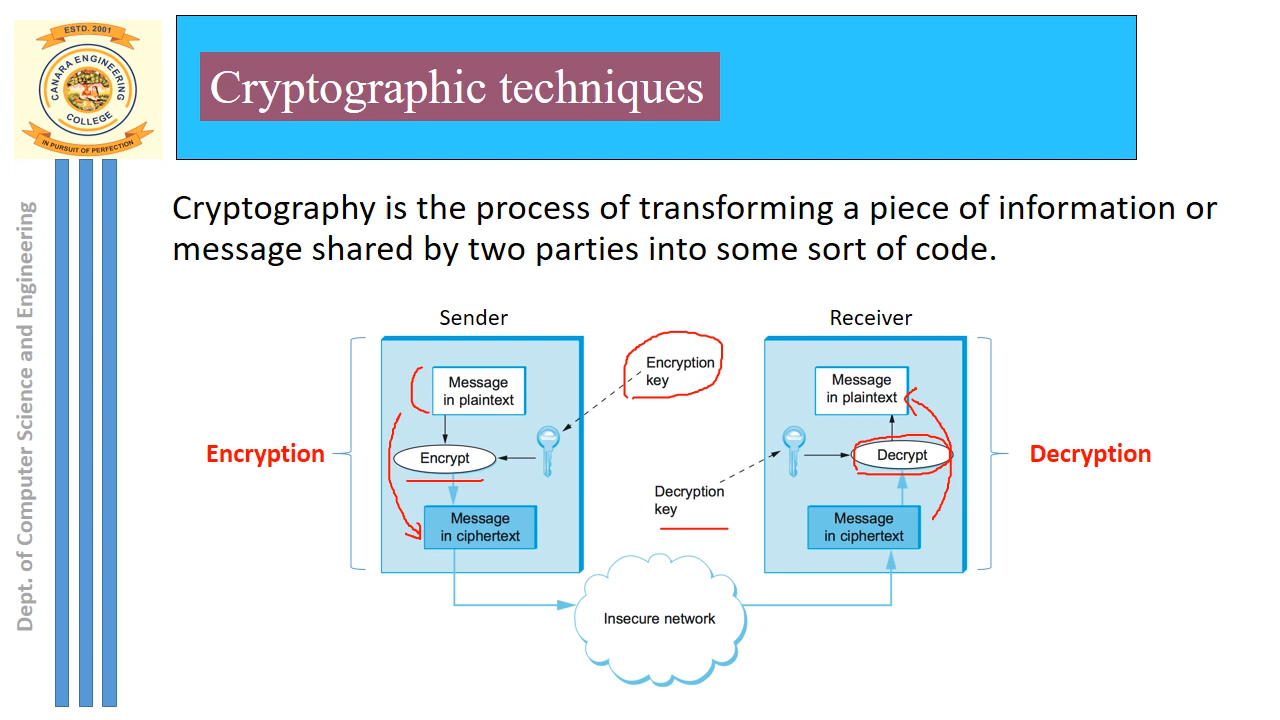 ESTD. 2001
CANARA ENGINEERING
COLLEGE
IN PURSUIT OF PERFECTION
Dept. of Computer Science and Engineering
Cryptographic techniques
Cryptography is the process of transforming a piece of information or
message shared by two parties into some sort of code.
Sender
Receiver
Encryption
Message
in plaintext
Encrypt
Message
in ciphertext
Encryption
key
Decryption
key
Insecure network
Message
in plaintext
Decrypt
Message
in ciphertext
Decryption